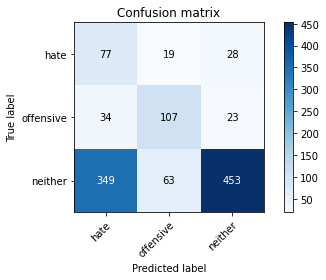 Confusion matrix
True label
hate
offensive
neither
77 19 28
34 107 23
349 63 453
hate offensive neither
Predicted label
450
400
350
300
250
200
150
100
50